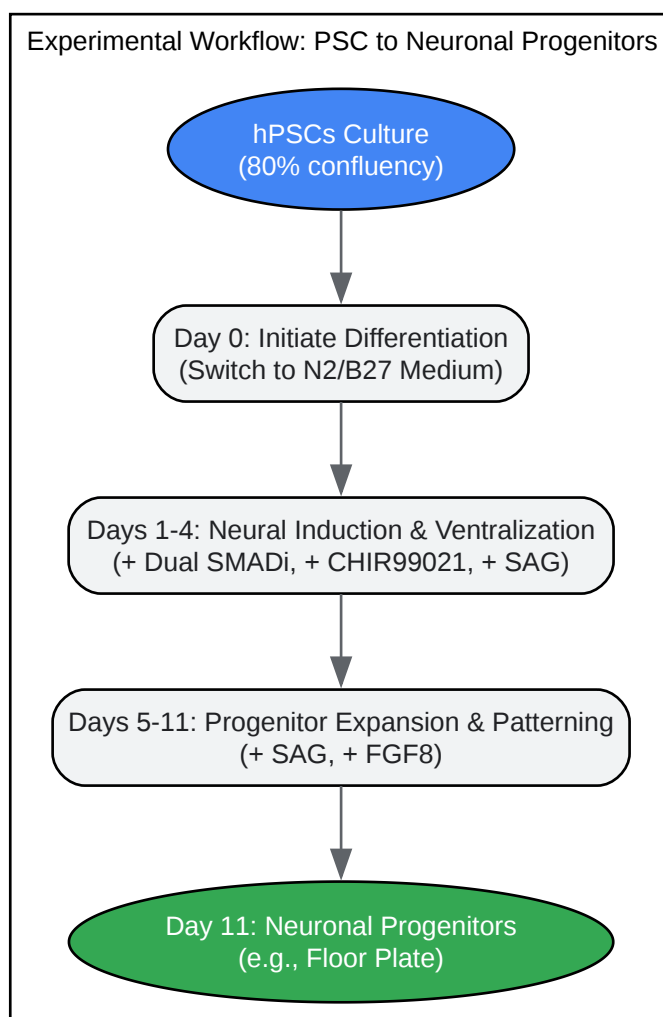 Experimental Workflow: PSC to Neuronal Progenitors
hPSCs Culture
(80% confluency)
Day 0: Initiate Differentiation
(Switch to N2/B27 Medium)
Days 1-4: Neural Induction & Ventralization
(+ Dual SMADi, + CHIR99021, + SAG)
Days 5-11: Progenitor Expansion & Patterning
(+ SAG, + FGF8)
Day 11: Neuronal Progenitors
(e.g., Floor Plate)